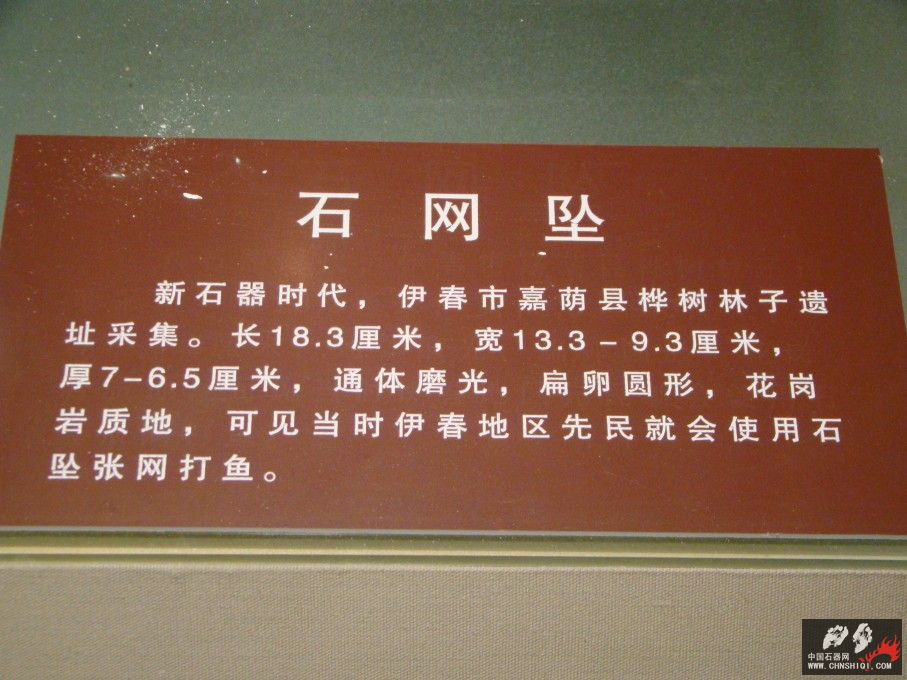 石网坠
新石器时代，伊春市嘉荫县桦树林子遗
址采集。长18.3厘米，宽13.3－9.3厘米，
厚7－6.5厘米，通体磨光，扁卵圆形，花岗
岩质地，可见当时伊春地区先民就会使用石
坠张网打鱼。
中国石器网
WWW.CHNSHIQI.COM